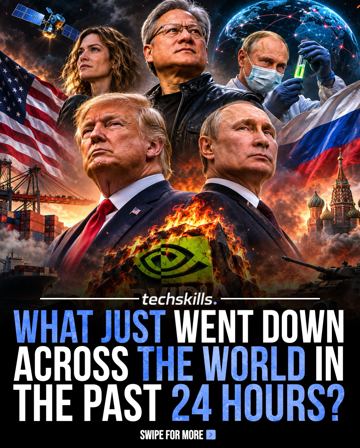 techskills.
WHAT JUST WENT DOWN
ACROSS THE WORLD IN
THE PAST 24 HOURS?
SWIPE FOR MORE